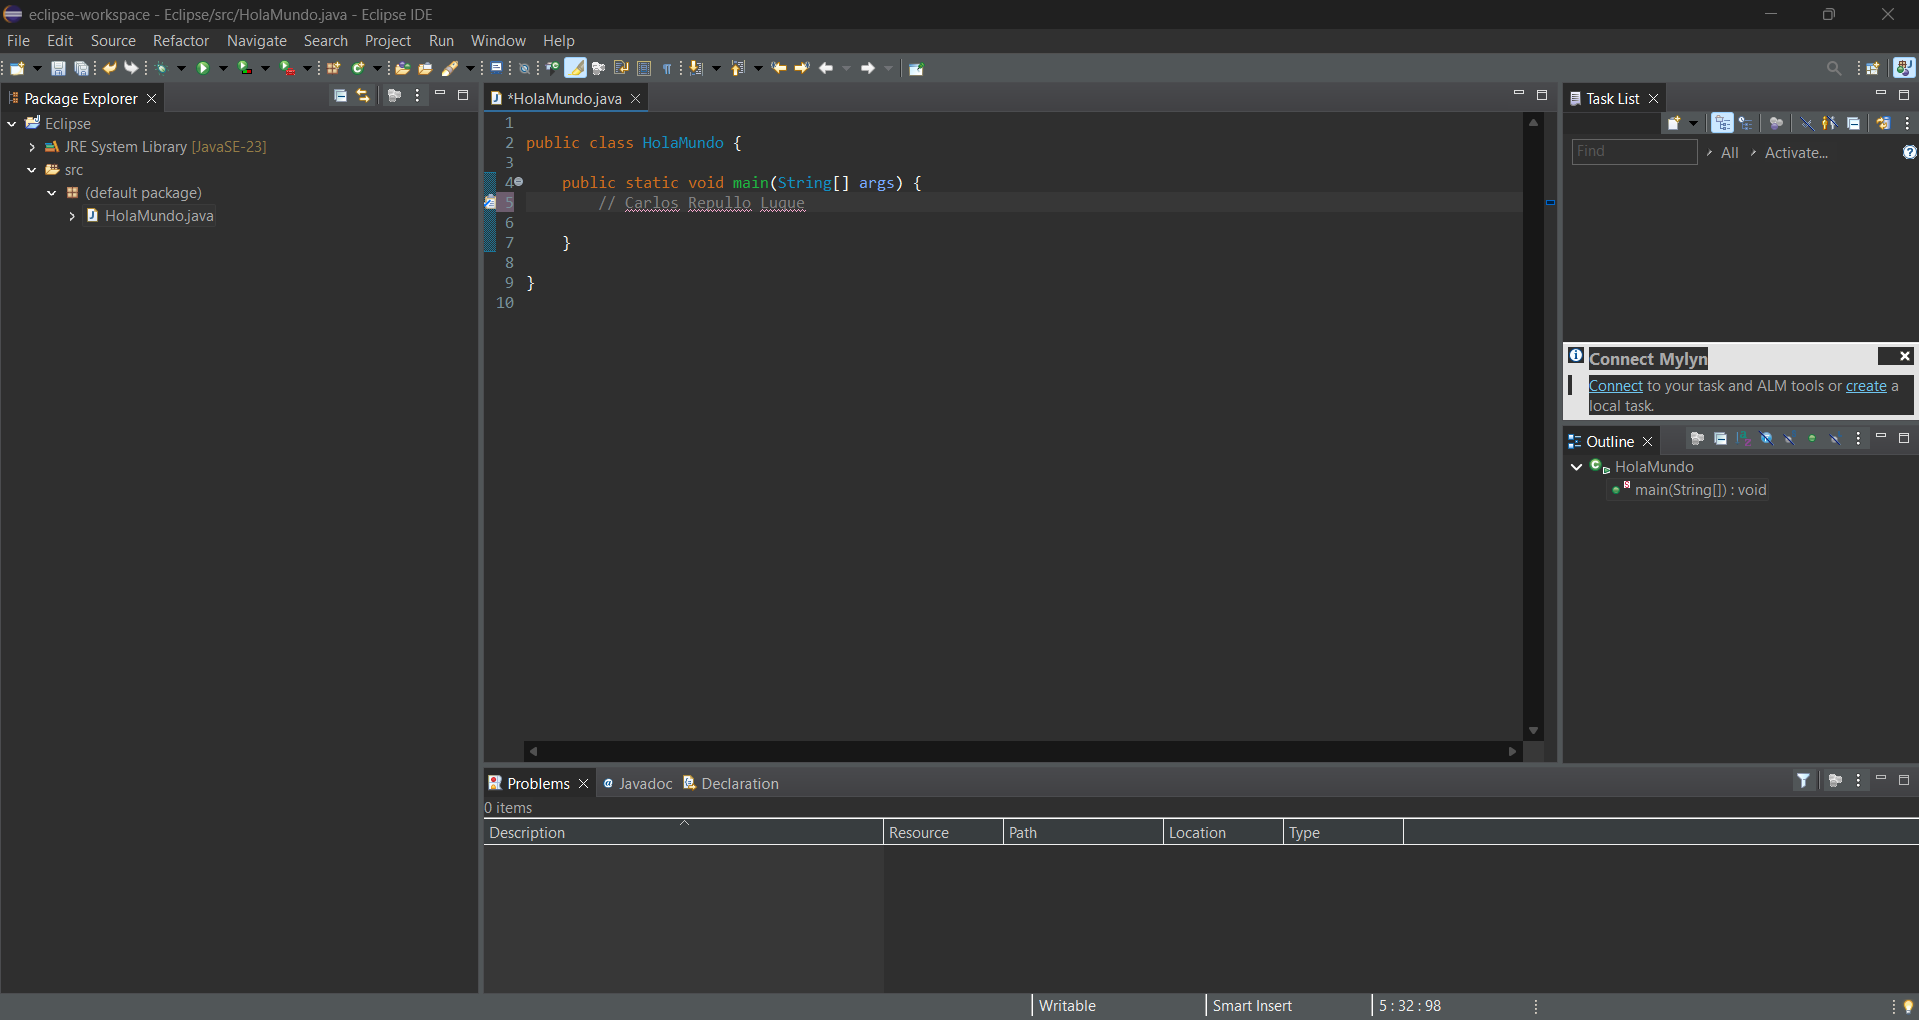 eclipse-workspace - Eclipse/src/HolaMundo.java - Eclipse IDE
File Edit Source Refactor Navigate Search Project Run Window Help
Package Explorer
Eclipse
JRE System Library [JavaSE-23]
src
(default package)
HolaMundo.java
*HolaMundo.java
1
2 public class HolaMundo {
3
4 public static void main(String[] args) {
5 // Carlos Repullo Luque
6
7 }
8
9 }
10
Task List
Find All Activate...
Connect Mylyn
Connect to your task and ALM tools or create a
local task.
Outline
HolaMundo
main(String[]) : void
Problems Javadoc Declaration
0 items
Description Resource Path Location Type
Writable Smart Insert 5 : 32 : 98